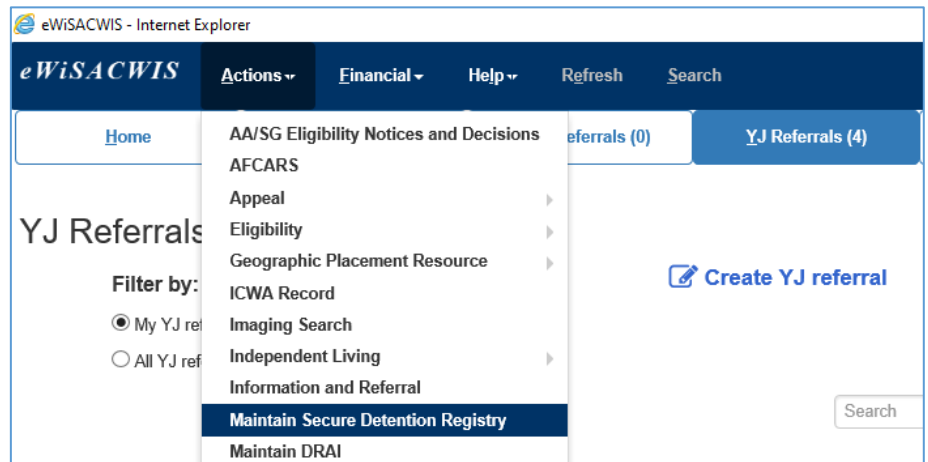 eWiSACWIS - Internet Explorer
eWiSACWIS Actions Financial Help Refresh Search
Home eferrals (0) YJ Referrals (4)
AA/SG Eligibility Notices and Decisions
AFCARS
Appeal
YJ Referrals
Eligibility
Geographic Placement Resource
Filter by:
Create YJ referral
ICWA Record
My YJ ref
Imaging Search
All YJ ref
Independent Living
Information and Referral
Maintain Secure Detention Registry
Search
Maintain DRAI